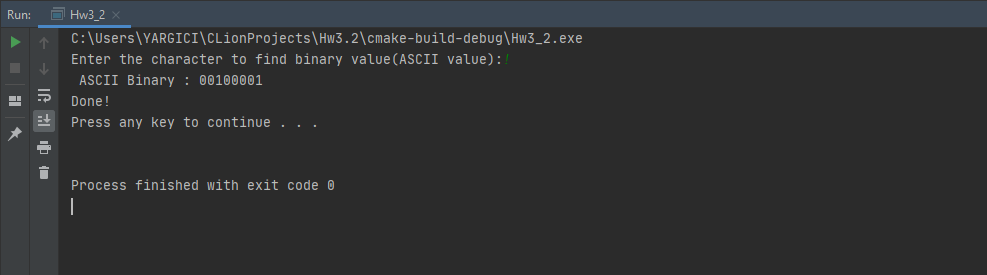 Run: Hw3_2 ×
C:\Users\YARGICI\CLionProjects\Hw3.2\cmake-build-debug\Hw3_2.exe
Enter the character to find binary value(ASCII value):!
 ASCII Binary : 00100001
Done!
Press any key to continue . . .
Process finished with exit code 0